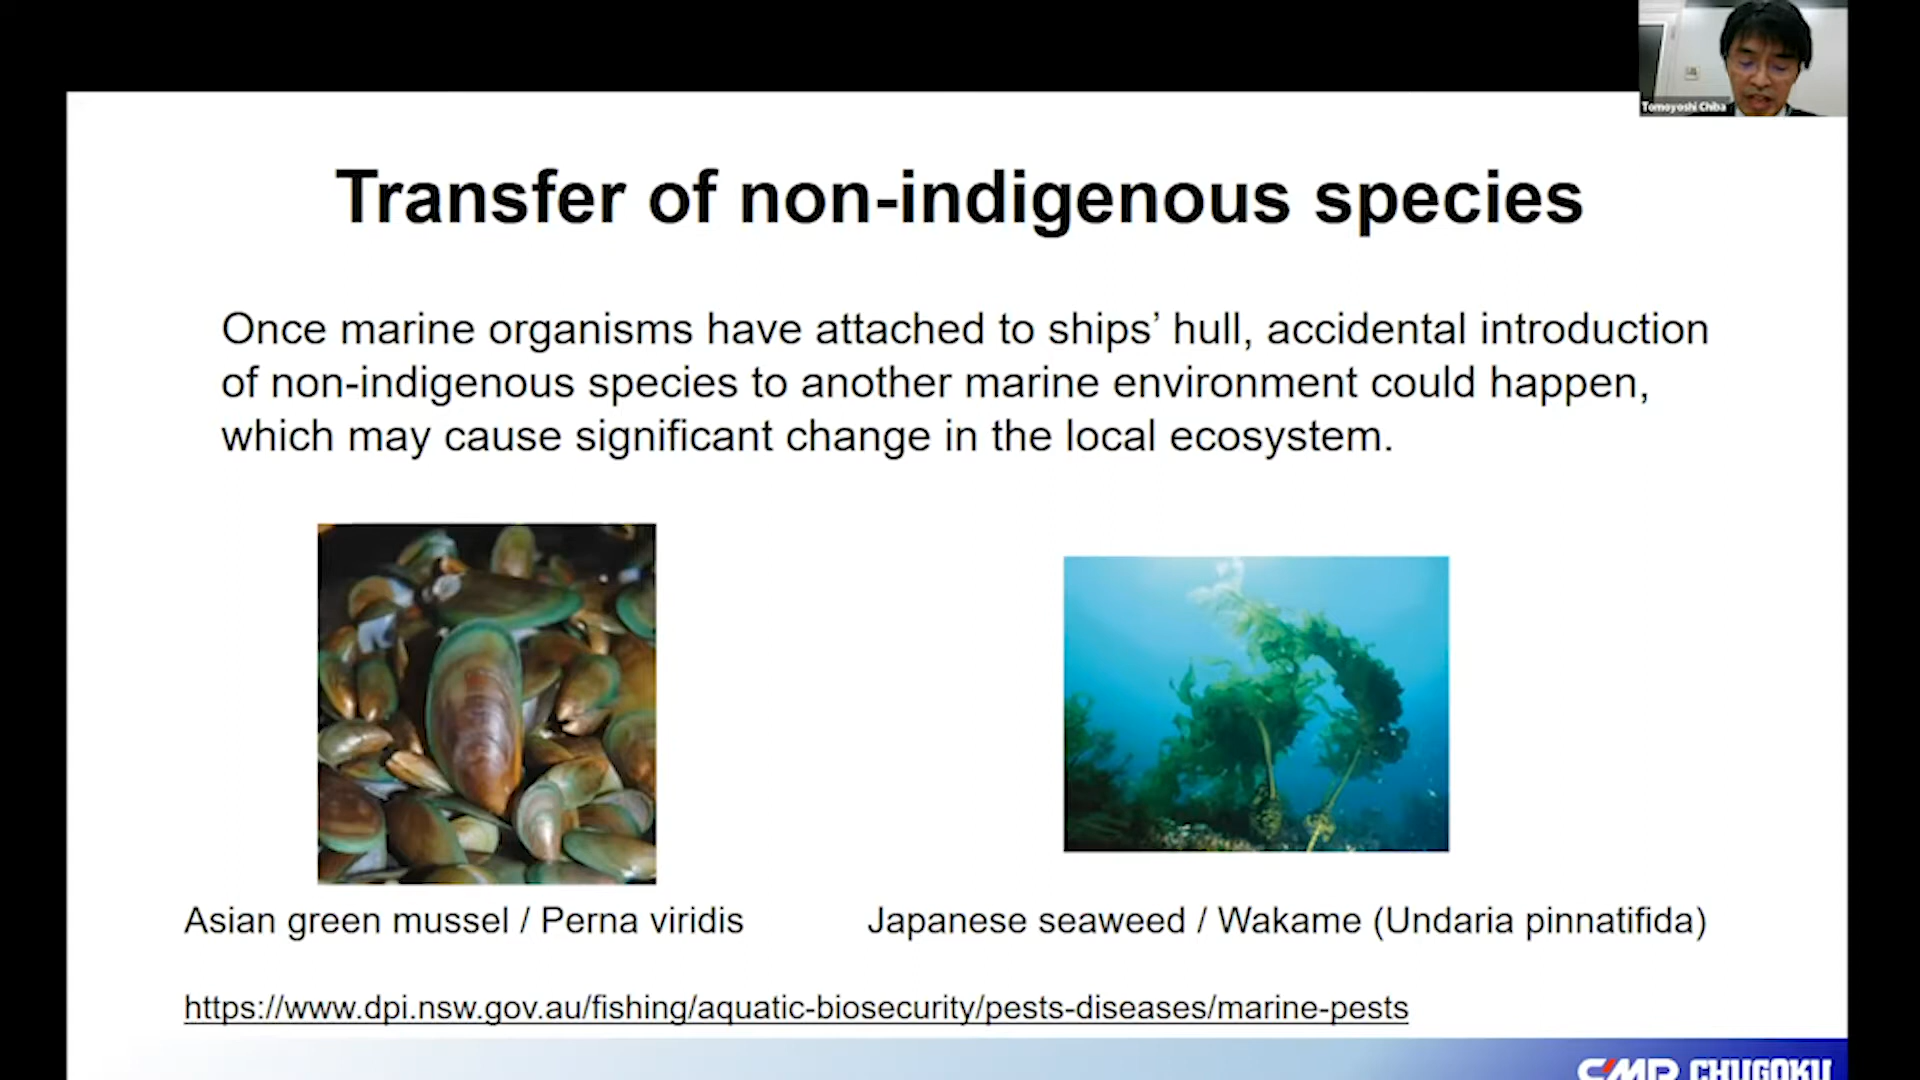 Tomoyoshi Chiba
Transfer of non-indigenous species
Once marine organisms have attached to ships’ hull, accidental introduction
of non-indigenous species to another marine environment could happen,
which may cause significant change in the local ecosystem.
Asian green mussel / Perna viridis
Japanese seaweed / Wakame (Undaria pinnatifida)
https://www.dpi.nsw.gov.au/fishing/aquatic-biosecurity/pests-diseases/marine-pests
CMP CHUGOKU